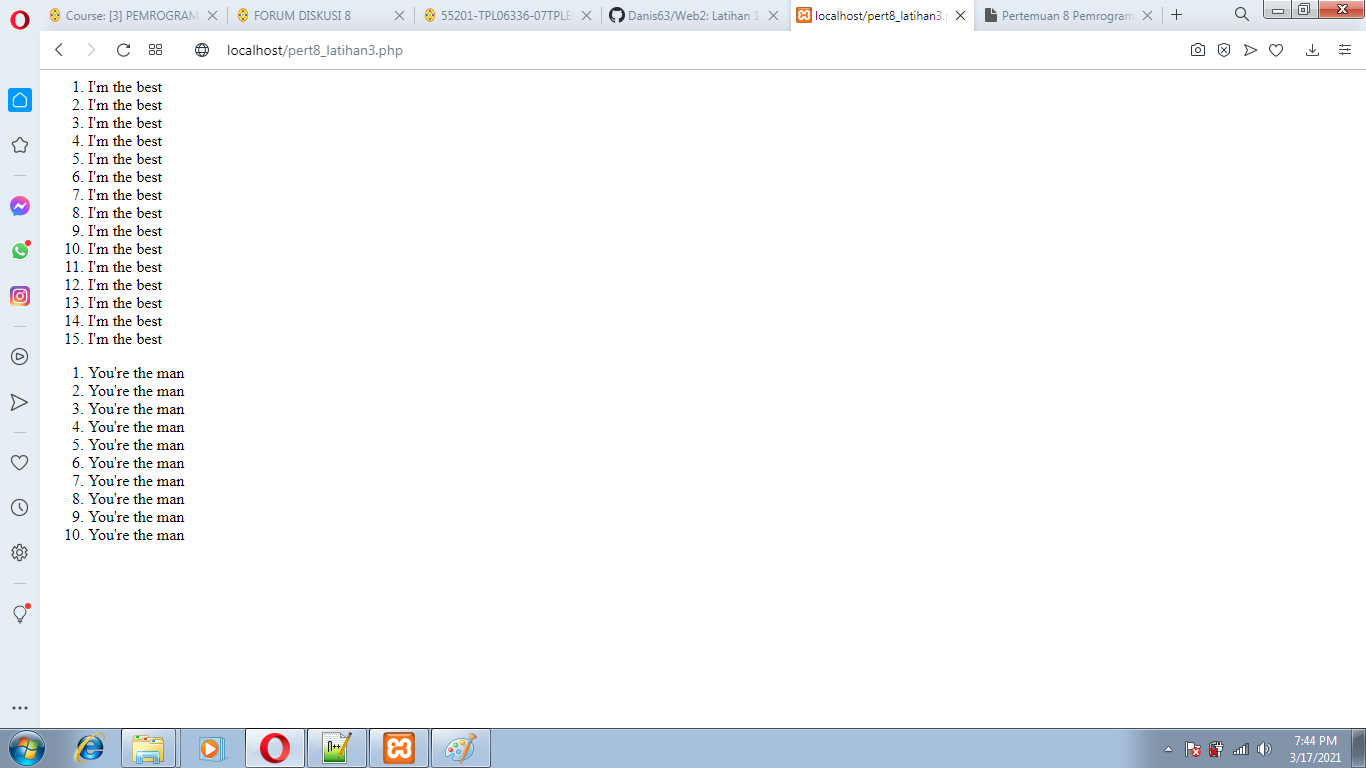 Course: [3] PEMROGRAM
FORUM DISKUSI 8
55201-TPL06336-07TPLE
Danis63/Web2: Latihan 1
localhost/pert8_latihan3.
Pertemuan 8 Pemrogram
localhost/pert8_latihan3.php
1. I'm the best
2. I'm the best
3. I'm the best
4. I'm the best
5. I'm the best
6. I'm the best
7. I'm the best
8. I'm the best
9. I'm the best
10. I'm the best
11. I'm the best
12. I'm the best
13. I'm the best
14. I'm the best
15. I'm the best
1. You're the man
2. You're the man
3. You're the man
4. You're the man
5. You're the man
6. You're the man
7. You're the man
8. You're the man
9. You're the man
10. You're the man
7:44 PM
3/17/2021